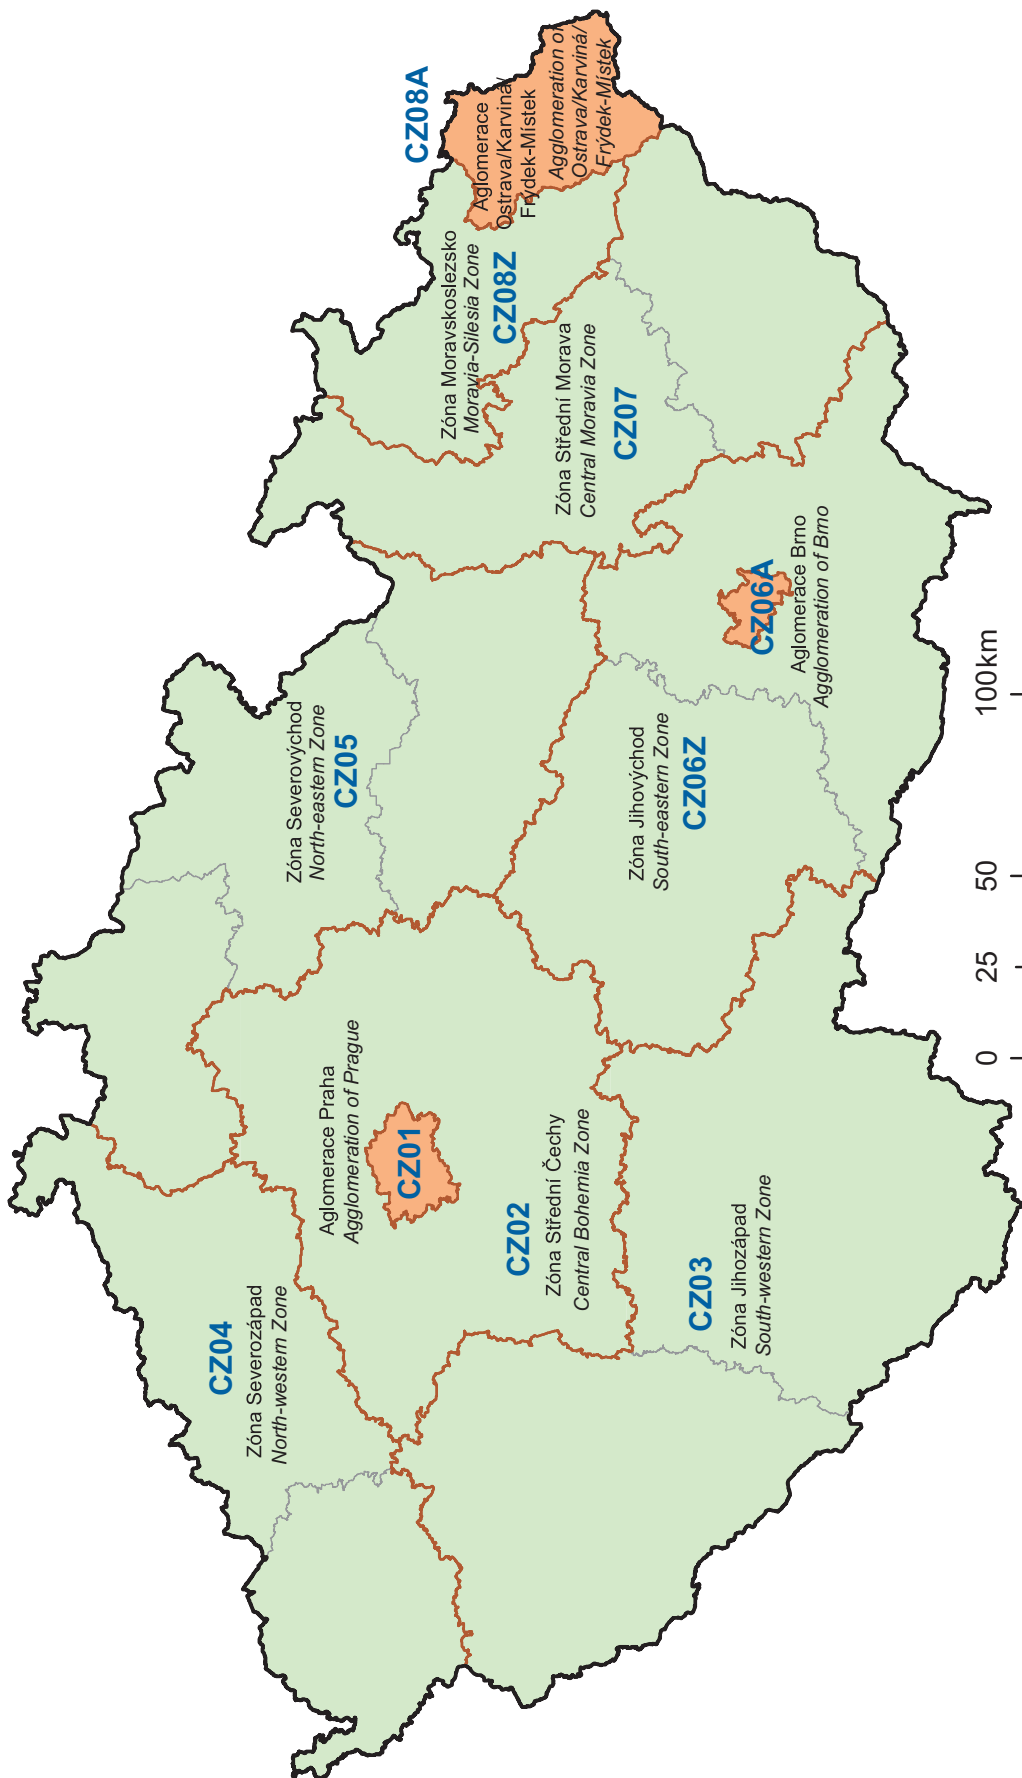 CZ04
Zóna Severozápad
North-western Zone
Aglomerace Praha
Agglomeration of Prague
CZ01
CZ02
Zóna Střední Čechy
Central Bohemia Zone
CZ03
Zóna Jihozápad
South-western Zone
Zóna Severovýchod
North-eastern Zone
CZ05
Zóna Jihovýchod
South-eastern Zone
CZ06Z
CZ06A
Aglomerace Brno
Agglomeration of Brno
Zóna Střední Morava
Central Moravia Zone
CZ07
Zóna Moravskoslezsko
Moravia-Silesia Zone
CZ08Z
CZ08A
Aglomerace
Ostrava/Karviná/
Frýdek-Místek
Agglomeration of
Ostrava/Karviná/
Frýdek-Místek
0 25 50 100km